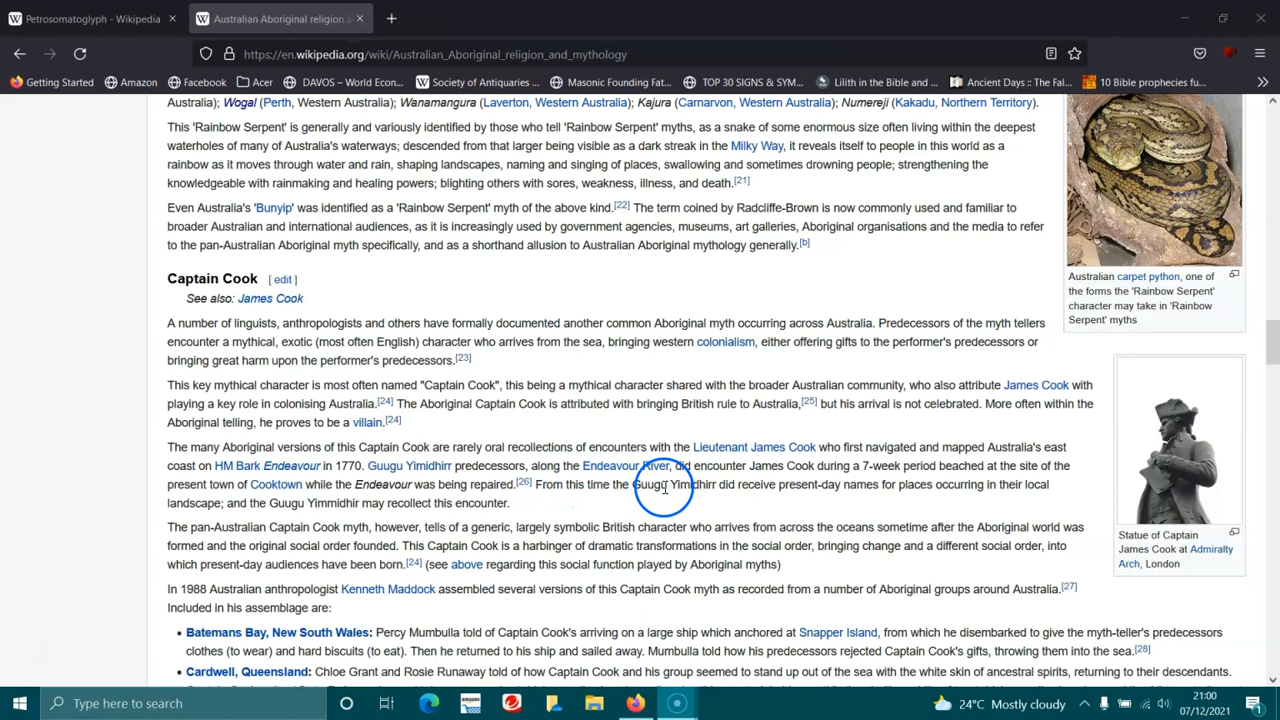 Petrosomatoglyph - Wikipedia
Australian Aboriginal religion a
https://en.wikipedia.org/wiki/Australian_Aboriginal_religion_and_mythology
Getting Started
Amazon
Facebook
Acer
DAVOS – World Econ...
Society of Antiquaries ...
Masonic Founding Fat...
TOP 30 SIGNS & SYM...
Lilith in the Bible and ...
Ancient Days :: The Fal...
10 Bible prophecies fu...
Australia); Wogal (Perth, Western Australia); Wanamangura (Laverton, Western Australia); Kajura (Carnarvon, Western Australia); Numereji (Kakadu, Northern Territory).
This 'Rainbow Serpent' is generally and variously identified by those who tell 'Rainbow Serpent' myths, as a snake of some enormous size often living within the deepest
waterholes of many of Australia's waterways; descended from that larger being visible as a dark streak in the Milky Way, it reveals itself to people in this world as a
rainbow as it moves through water and rain, shaping landscapes, naming and singing of places, swallowing and sometimes drowning people; strengthening the
knowledgeable with rainmaking and healing powers; blighting others with sores, weakness, illness, and death.[21]
Even Australia's 'Bunyip' was identified as a 'Rainbow Serpent' myth of the above kind.[22] The term coined by Radcliffe-Brown is now commonly used and familiar to
broader Australian and international audiences, as it is increasingly used by government agencies, museums, art galleries, Aboriginal organisations and the media to refer
to the pan-Australian Aboriginal myth specifically, and as a shorthand allusion to Australian Aboriginal mythology generally.[b]
Australian carpet python, one of
the forms the 'Rainbow Serpent'
character may take in 'Rainbow
Serpent' myths
Captain Cook [ edit ]
See also: James Cook
A number of linguists, anthropologists and others have formally documented another common Aboriginal myth occurring across Australia. Predecessors of the myth tellers
encounter a mythical, exotic (most often English) character who arrives from the sea, bringing western colonialism, either offering gifts to the performer's predecessors or
bringing great harm upon the performer's predecessors.[23]
This key mythical character is most often named "Captain Cook", this being a mythical character shared with the broader Australian community, who also attribute James Cook with
playing a key role in colonising Australia.[24] The Aboriginal Captain Cook is attributed with bringing British rule to Australia,[25] but his arrival is not celebrated. More often within the
Aboriginal telling, he proves to be a villain.[24]
The many Aboriginal versions of this Captain Cook are rarely oral recollections of encounters with the Lieutenant James Cook who first navigated and mapped Australia's east
coast on HM Bark Endeavour in 1770. Guugu Yimidhirr predecessors, along the Endeavour River, did encounter James Cook during a 7-week period beached at the site of the
present town of Cooktown while the Endeavour was being repaired.[26] From this time the Guugu Yimidhirr did receive present-day names for places occurring in their local
landscape; and the Guugu Yimmidhir may recollect this encounter.
The pan-Australian Captain Cook myth, however, tells of a generic, largely symbolic British character who arrives from across the oceans sometime after the Aboriginal world was
formed and the original social order founded. This Captain Cook is a harbinger of dramatic transformations in the social order, bringing change and a different social order, into
which present-day audiences have been born.[24] (see above regarding this social function played by Aboriginal myths)
Statue of Captain
James Cook at Admiralty
Arch, London
In 1988 Australian anthropologist Kenneth Maddock assembled several versions of this Captain Cook myth as recorded from a number of Aboriginal groups around Australia.[27]
Included in his assemblage are:
• Batemans Bay, New South Wales: Percy Mumbulla told of Captain Cook's arriving on a large ship which anchored at Snapper Island, from which he disembarked to give the myth-teller's predecessors
clothes (to wear) and hard biscuits (to eat). Then he returned to his ship and sailed away. Mumbulla told how his predecessors rejected Captain Cook's gifts, throwing them into the sea.[28]
• Cardwell, Queensland: Chloe Grant and Rosie Runaway told of how Captain Cook and his group seemed to stand up out of the sea with the white skin of ancestral spirits, returning to their descendants.
Type here to search
24°C Mostly cloudy
21:00
07/12/2021